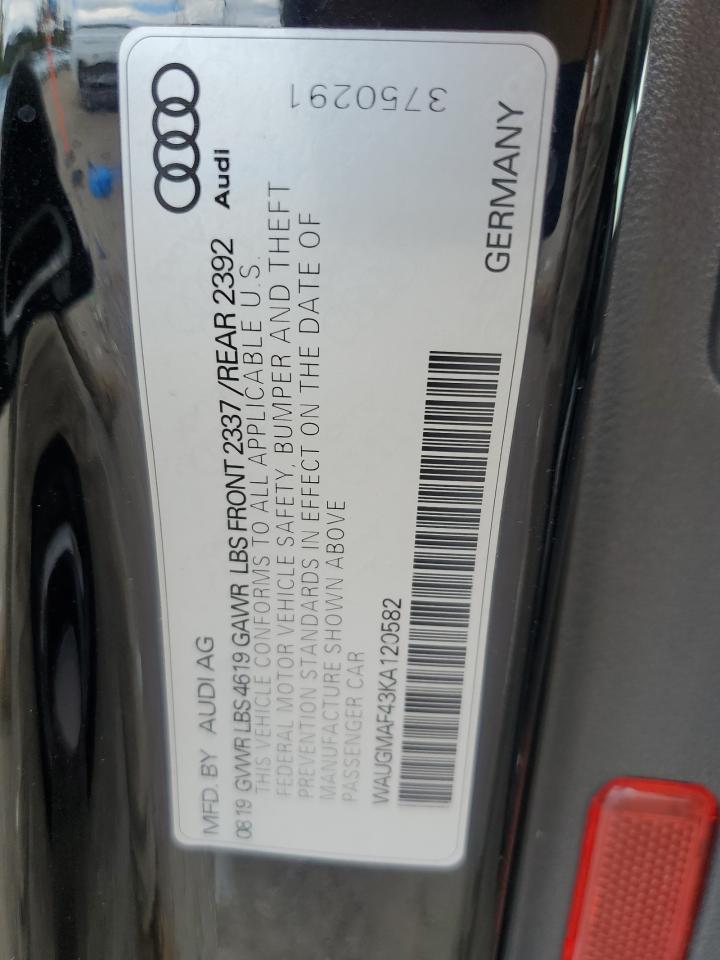 Audi
MFD. BY AUDI AG
0819 GVWR LBS 4619 GAWR LBS FRONT 2337 /REAR 2392
THIS VEHICLE CONFORMS TO ALL APPLICABLE U.S.
FEDERAL MOTOR VEHICLE SAFETY, BUMPER AND THEFT
PREVENTION STANDARDS IN EFFECT ON THE DATE OF
MANUFACTURE SHOWN ABOVE
PASSENGER CAR
WAUGMAF43KA120582
GERMANY
3750291